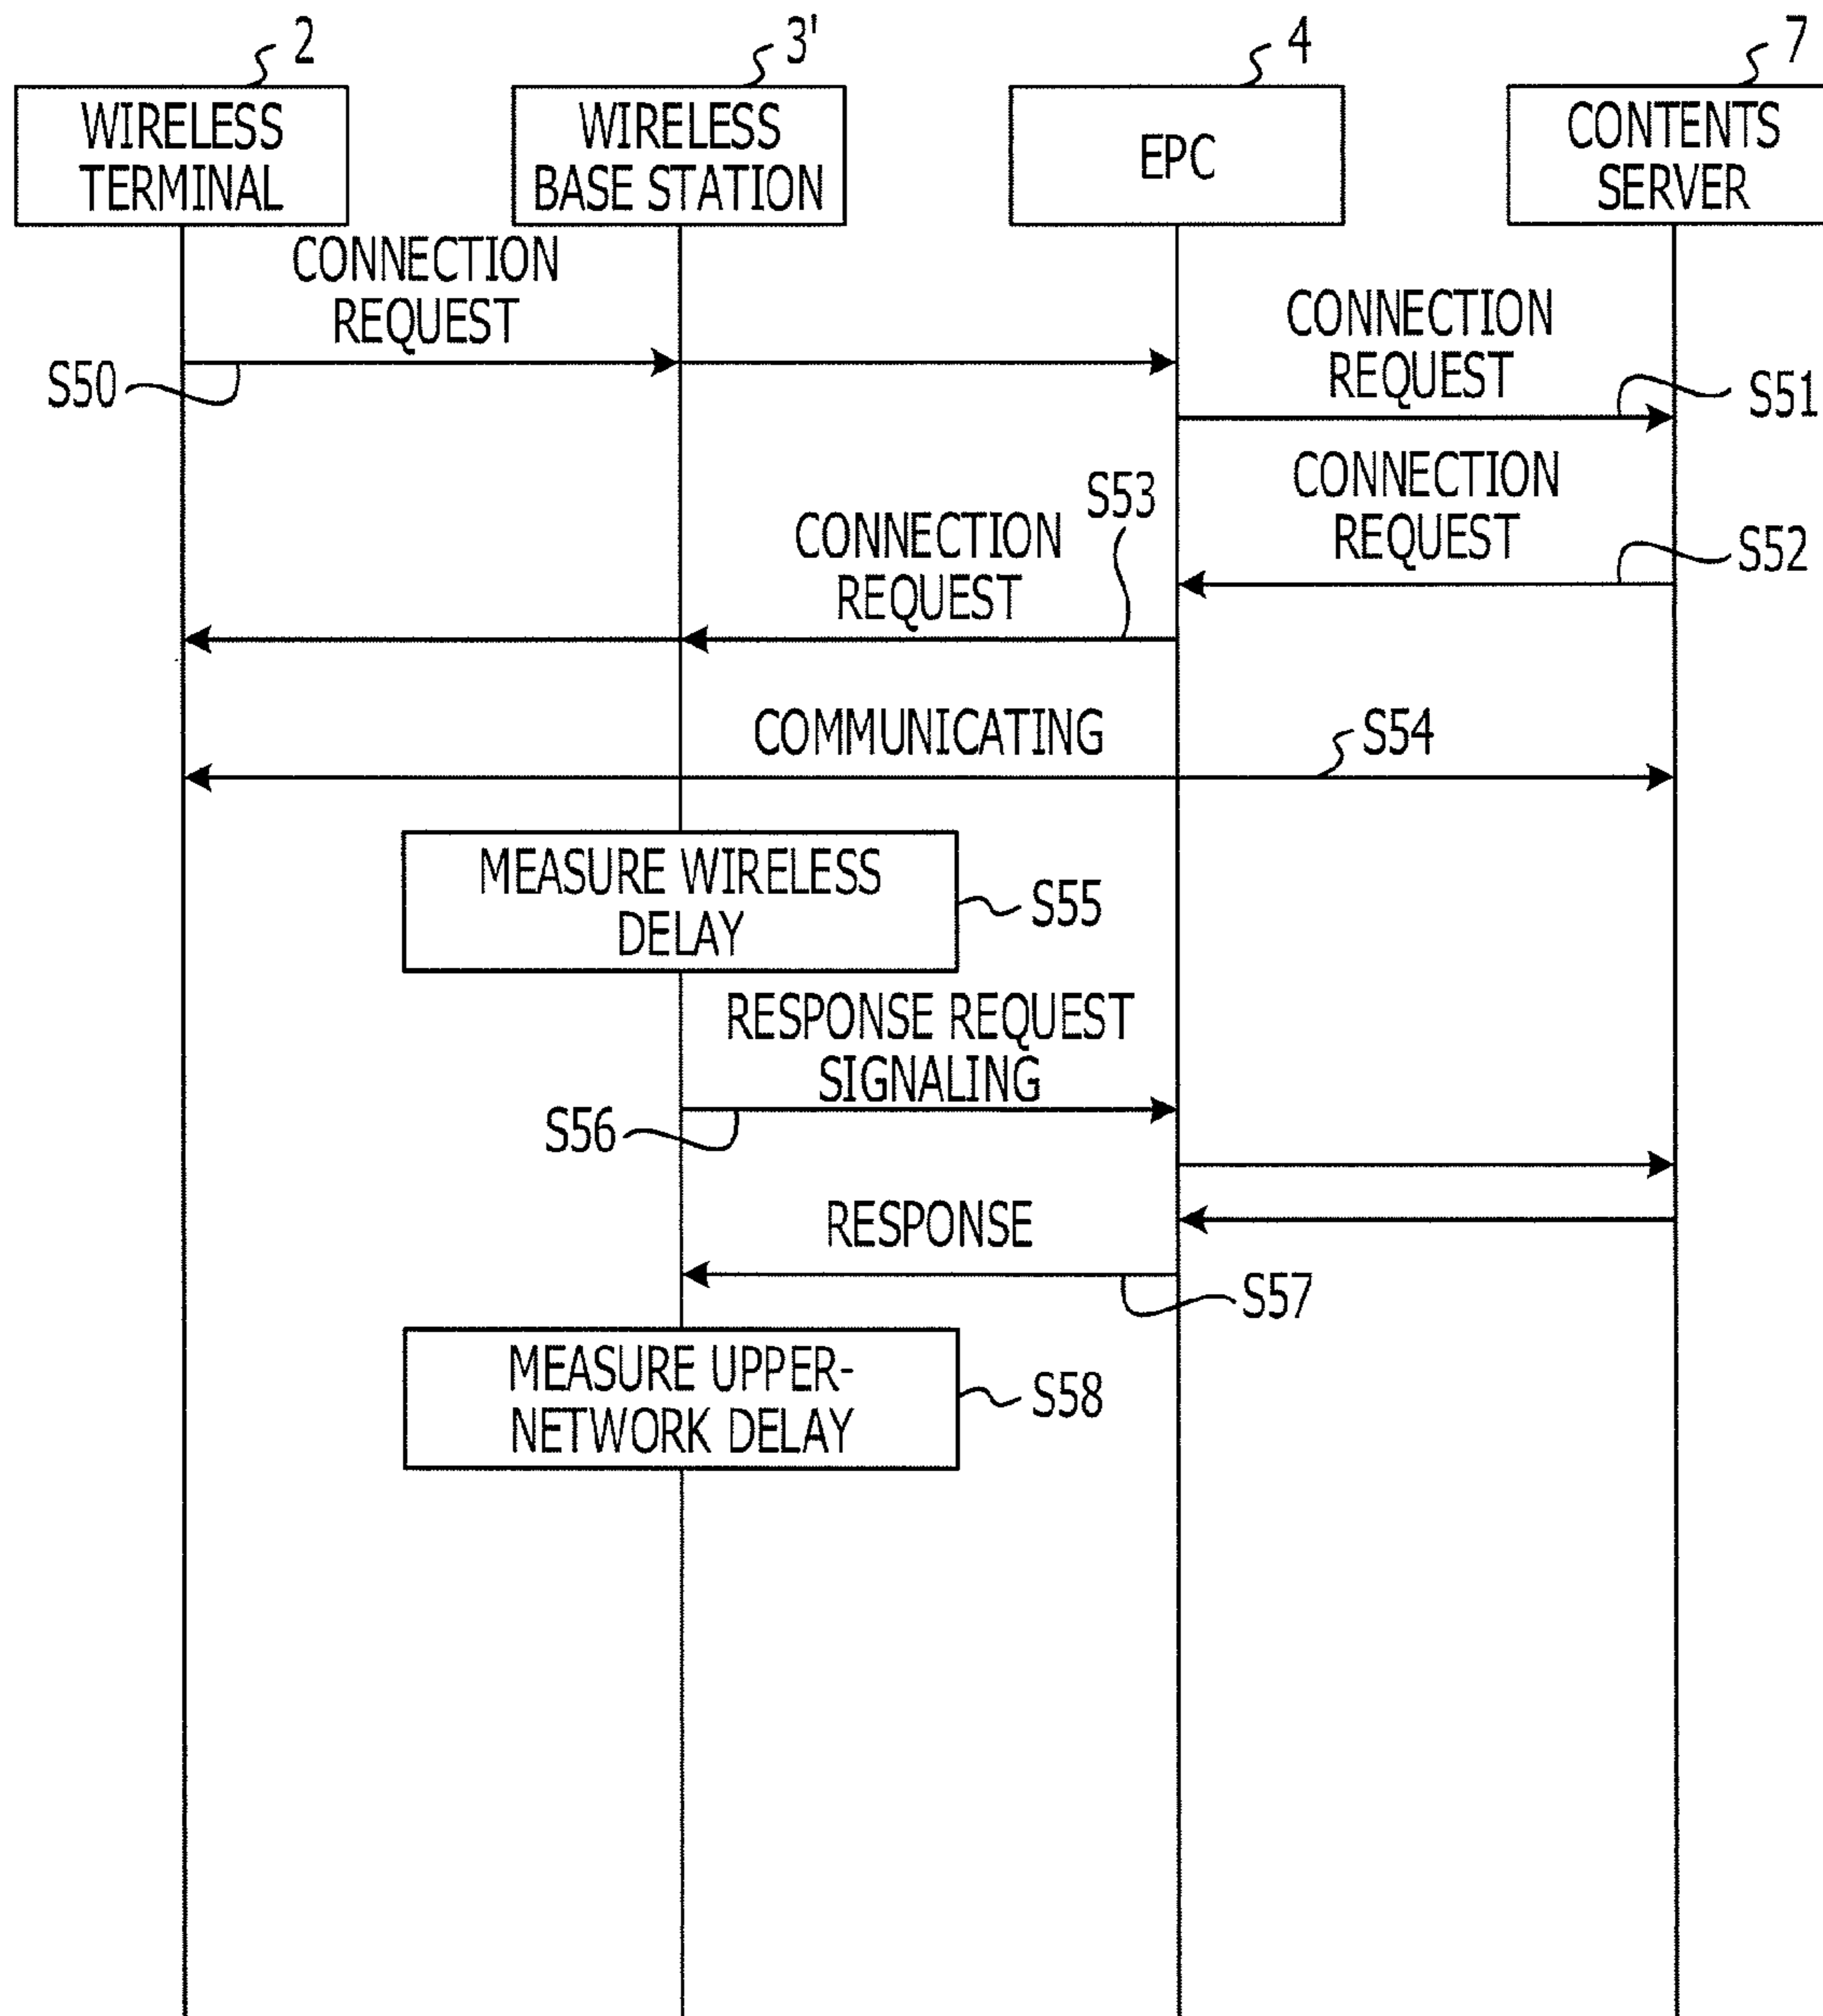 2
3'
4
7
WIRELESS
TERMINAL
WIRELESS
BASE STATION
EPC
CONTENTS
SERVER
CONNECTION
REQUEST
S50
CONNECTION
REQUEST
S51
CONNECTION
REQUEST
S52
S53
CONNECTION
REQUEST
COMMUNICATING
S54
MEASURE WIRELESS
DELAY
S55
RESPONSE REQUEST
SIGNALING
S56
RESPONSE
S57
MEASURE UPPER-
NETWORK DELAY
S58